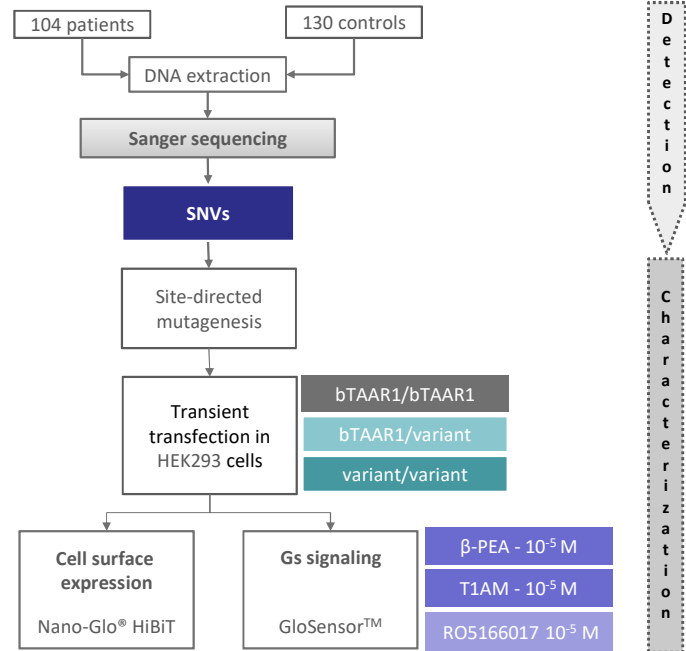 104 patients
130 controls
DNA extraction
Sanger sequencing
SNVs
Site-directed
mutagenesis
Transient
transfection in
HEK293 cells
bTAAR1/bTAAR1
bTAAR1/variant
variant/variant
Cell surface
expression
Nano-Glo® HiBiT
Gs signaling
GloSensor™
β-PEA - 10⁻⁵ M
T1AM - 10⁻⁵ M
RO5166017 10⁻⁵ M
Detection
Characterization